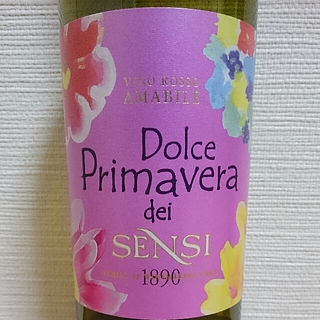 VINO ROSSO
AMABILE
Dolce
Primavera
dei
SENSI
1890